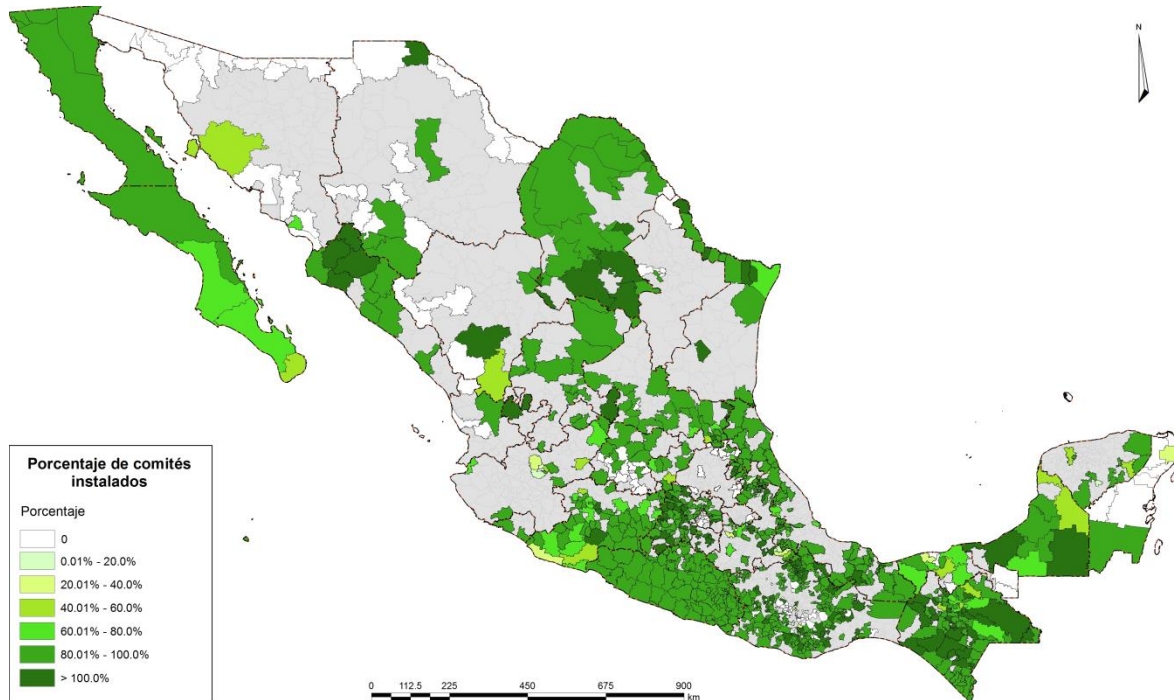 N
Porcentaje de comités
instalados
Porcentaje
0
0.01% - 20.0%
20.01% - 40.0%
40.01% - 60.0%
60.01% - 80.0%
80.01% - 100.0%
> 100.0%
0 112.5 225 450 675 900
km